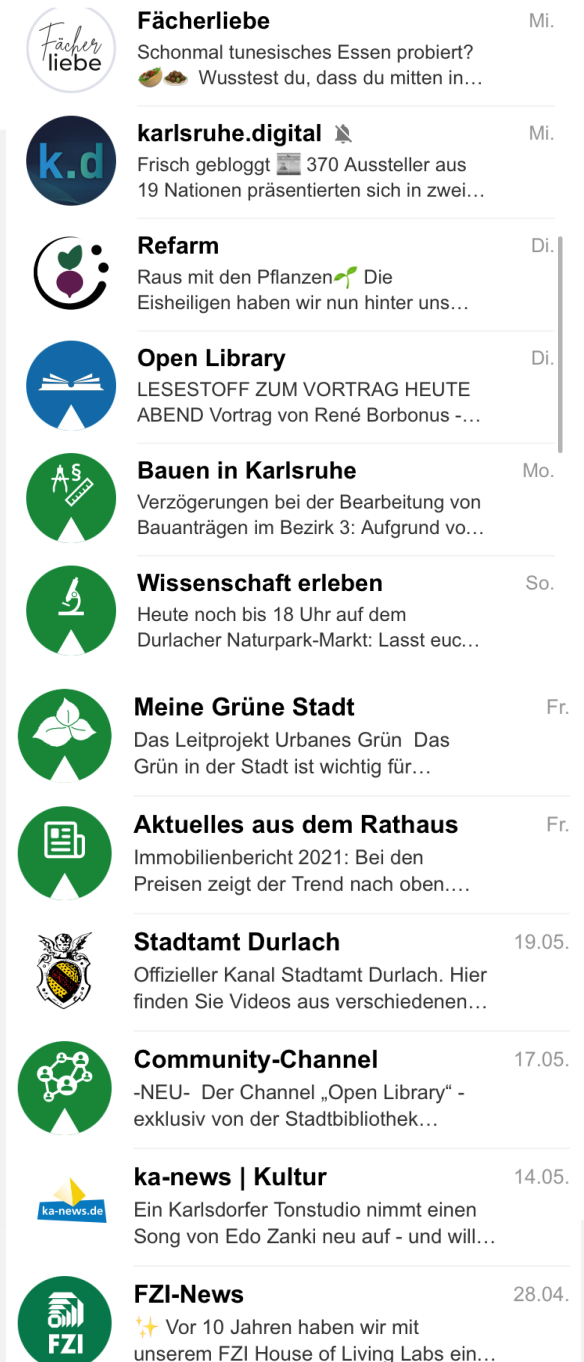 Fächer
liebe
Fächerliebe
Mi.
Schonmal tunesisches Essen probiert?
Wusstest du, dass du mitten in…
k.d
karlsruhe.digital
Mi.
Frisch gebloggt 370 Aussteller aus
19 Nationen präsentierten sich in zwei…
Refarm
Di.
Raus mit den Pflanzen🌱 Die
Eisheiligen haben wir nun hinter uns…
Open Library
Di.
LESESTOFF ZUM VORTRAG HEUTE
ABEND Vortrag von René Borbonus -…
§
Bauen in Karlsruhe
Mo.
Verzögerungen bei der Bearbeitung von
Bauanträgen im Bezirk 3: Aufgrund vo…
Wissenschaft erleben
So.
Heute noch bis 18 Uhr auf dem
Durlacher Naturpark-Markt: Lasst euc…
Meine Grüne Stadt
Fr.
Das Leitprojekt Urbanes Grün Das
Grün in der Stadt ist wichtig für…
Aktuelles aus dem Rathaus
Fr.
Immobilienbericht 2021: Bei den
Preisen zeigt der Trend nach oben.…
Stadtamt Durlach
19.05.
Offizieller Kanal Stadtamt Durlach. Hier
finden Sie Videos aus verschiedenen…
Community-Channel
17.05.
-NEU- Der Channel „Open Library“ -
exklusiv von der Stadtbibliothek…
ka-news.de
ka-news | Kultur
14.05.
Ein Karlsdorfer Tonstudio nimmt einen
Song von Edo Zanki neu auf - und will…
FZI
FZI-News
28.04.
✨ Vor 10 Jahren haben wir mit
unserem FZI House of Living Labs ein…